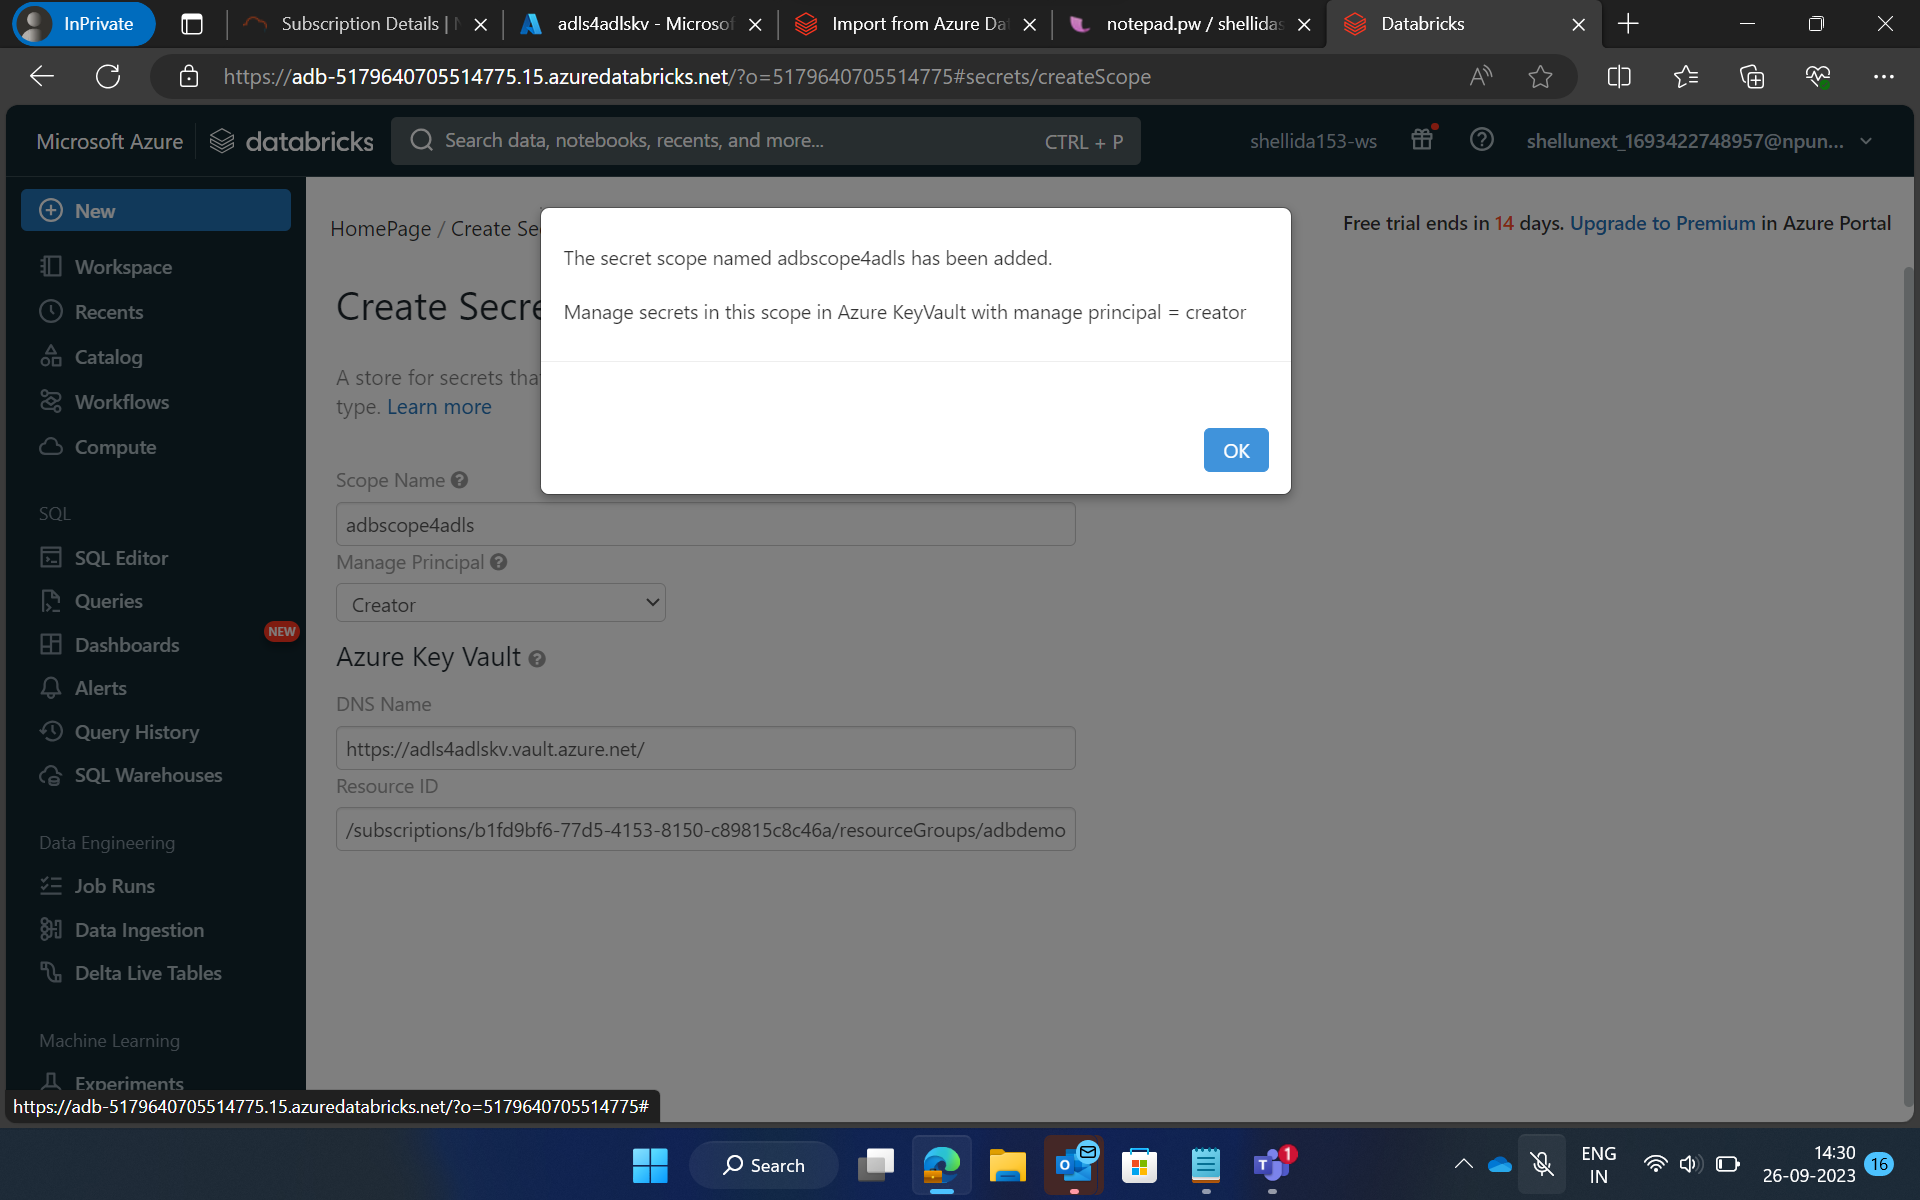 InPrivate
Subscription Details | N
adls4adlskv - Microsof
Import from Azure Da
notepad.pw / shellidas
Databricks
https://adb-5179640705514775.15.azuredatabricks.net/?o=5179640705514775#secrets/createScope
Microsoft Azure
databricks
Search data, notebooks, recents, and more...
CTRL + P
shellida153-ws
shellunext_1693422748957@npun...
New
Workspace
Recents
Catalog
Workflows
Compute
SQL
SQL Editor
Queries
Dashboards
NEW
Alerts
Query History
SQL Warehouses
Data Engineering
Job Runs
Data Ingestion
Delta Live Tables
Machine Learning
Experiments
https://adb-5179640705514775.15.azuredatabricks.net/?o=5179640705514775#
HomePage / Create Se
Free trial ends in 14 days. Upgrade to Premium in Azure Portal
Create Secre
A store for secrets tha
type. Learn more
The secret scope named adbscope4adls has been added.
Manage secrets in this scope in Azure KeyVault with manage principal = creator
OK
Scope Name
adbscope4adls
Manage Principal
Creator
Azure Key Vault
DNS Name
https://adls4adlskv.vault.azure.net/
Resource ID
/subscriptions/b1fd9bf6-77d5-4153-8150-c89815c8c46a/resourceGroups/adbdemo
Search
1
ENG
IN
14:30
26-09-2023
16